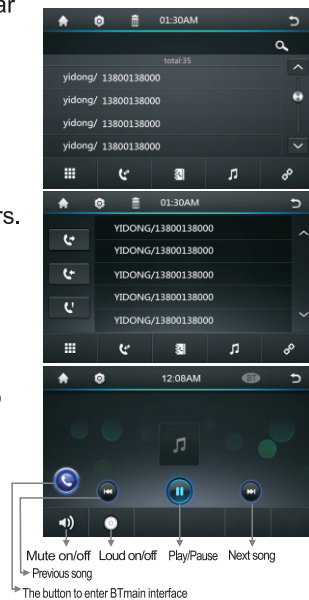 ar
01:30AM
total:35
yidong/ 13800138000
yidong/ 13800138000
yidong/ 13800138000
yidong/ 13800138000
rs.
01:30AM
YIDONG/13800138000
YIDONG/13800138000
YIDONG/13800138000
YIDONG/13800138000
YIDONG/13800138000
12:08AM BT
Mute on/off Loud on/off Play/Pause Next song
Previous song
The button to enter BTmain interface